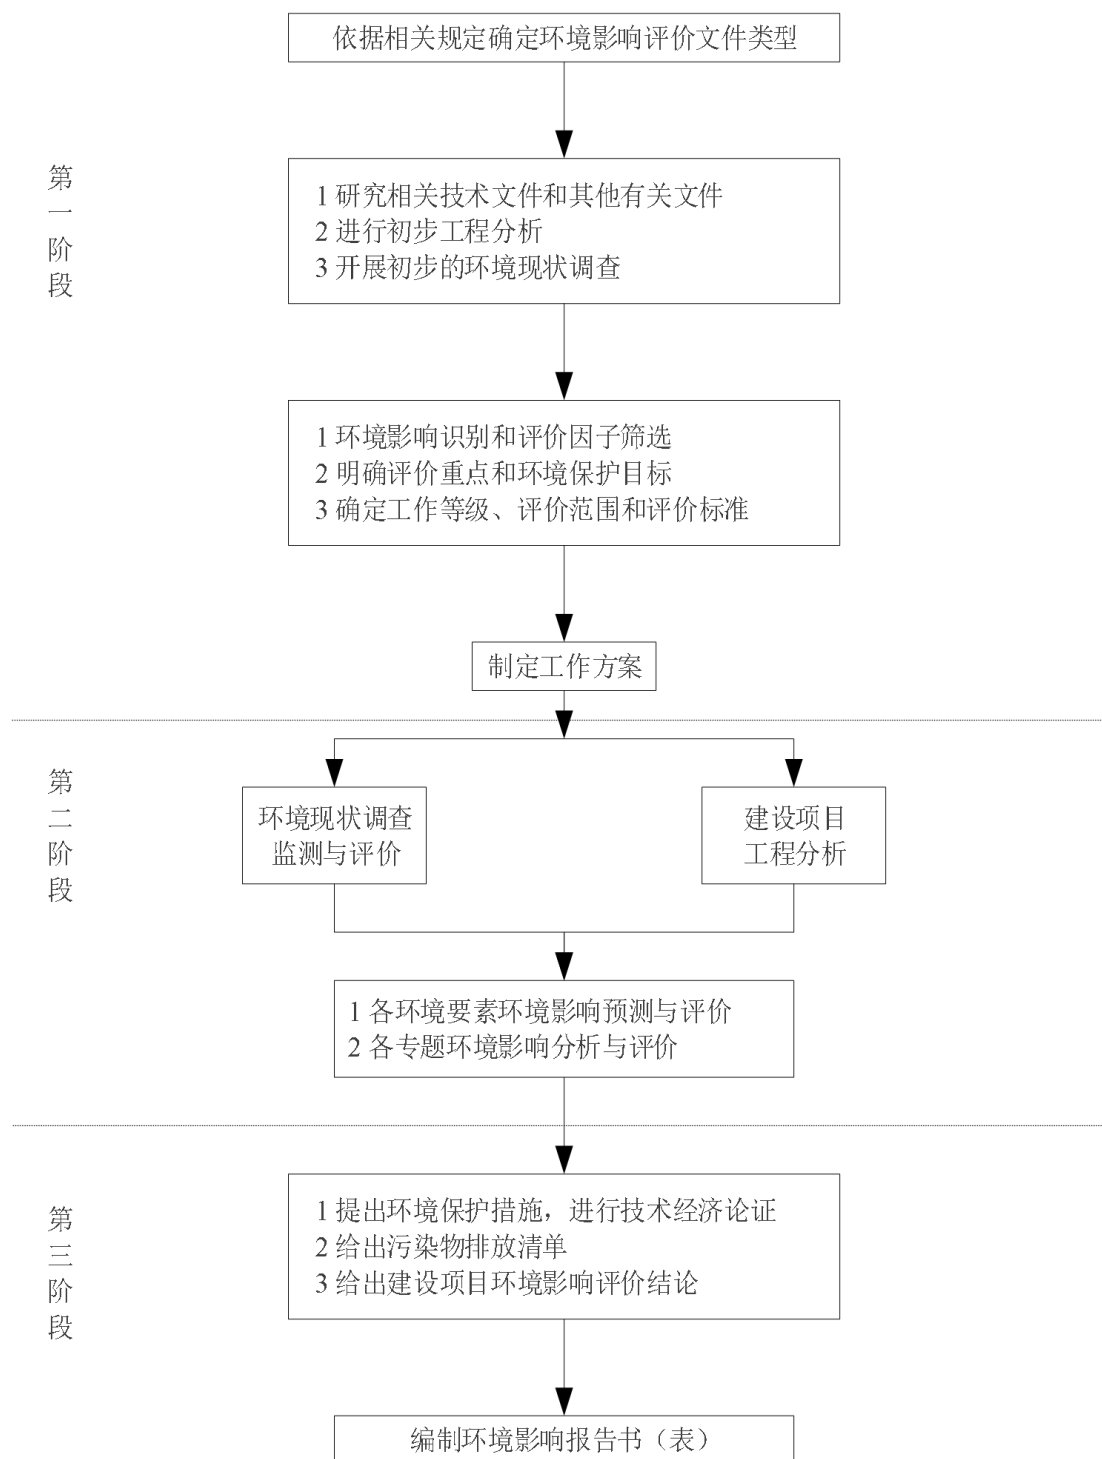 依据相关规定确定环境影响评价文件类型
第一阶段
1 研究相关技术文件和其他有关文件
2 进行初步工程分析
3 开展初步的环境现状调查
1 环境影响识别和评价因子筛选
2 明确评价重点和环境保护目标
3 确定工作等级、评价范围和评价标准
制定工作方案
第二阶段
环境现状调查
监测与评价
建设项目
工程分析
1 各环境要素环境影响预测与评价
2 各专题环境影响分析与评价
第三阶段
1 提出环境保护措施，进行技术经济论证
2 给出污染物排放清单
3 给出建设项目环境影响评价结论
编制环境影响报告书（表）